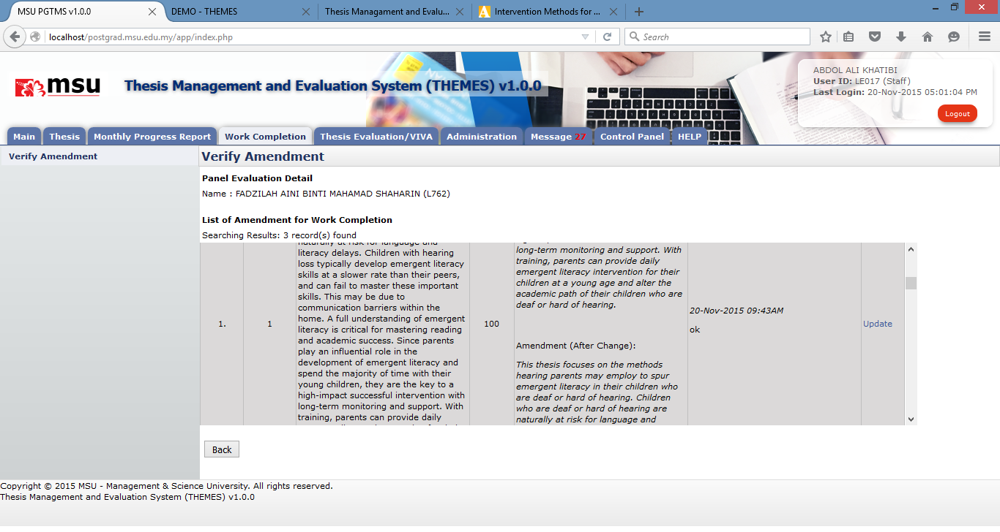 MSU PGTMS v1.0.0
DEMO - THEMES
Thesis Managament and Evalu...
Intervention Methods for ...
localhost/postgrad.msu.edu.my/app/index.php
Search
msu
Thesis Management and Evaluation System (THEMES) v1.0.0
ABDOL ALI KHATIBI
User ID: LE017 (Staff)
Last Login: 20-Nov-2015 05:01:04 PM
Logout
Main
Thesis
Monthly Progress Report
Work Completion
Thesis Evaluation/VIVA
Administration
Message 27
Control Panel
HELP
Verify Amendment
Verify Amendment
Panel Evaluation Detail
Name : FADZILAH AINI BINTI MAHAMAD SHAHARIN (L762)
List of Amendment for Work Completion
Searching Results: 3 record(s) found
1.
1
naturally at risk for language and
literacy delays. Children with hearing
loss typically develop emergent literacy
skills at a slower rate than their peers,
and can fail to master these important
skills. This may be due to
communication barriers within the
home. A full understanding of emergent
literacy is critical for mastering reading
and academic success. Since parents
play an influential role in the
development of emergent literacy and
spend the majority of time with their
young children, they are the key to a
high-impact successful intervention with
long-term monitoring and support. With
training, parents can provide daily
100
long-term monitoring and support. With
training, parents can provide daily
emergent literacy intervention for their
children at a young age and alter the
academic path of their children who are
deaf or hard of hearing.
Amendment (After Change):
This thesis focuses on the methods
hearing parents may employ to spur
emergent literacy in their children who
are deaf or hard of hearing. Children
who are deaf or hard of hearing are
naturally at risk for language and
20-Nov-2015 09:43AM
ok
Update
Back
Copyright © 2015 MSU - Management & Science University. All rights reserved.
Thesis Management and Evaluation System (THEMES) v1.0.0